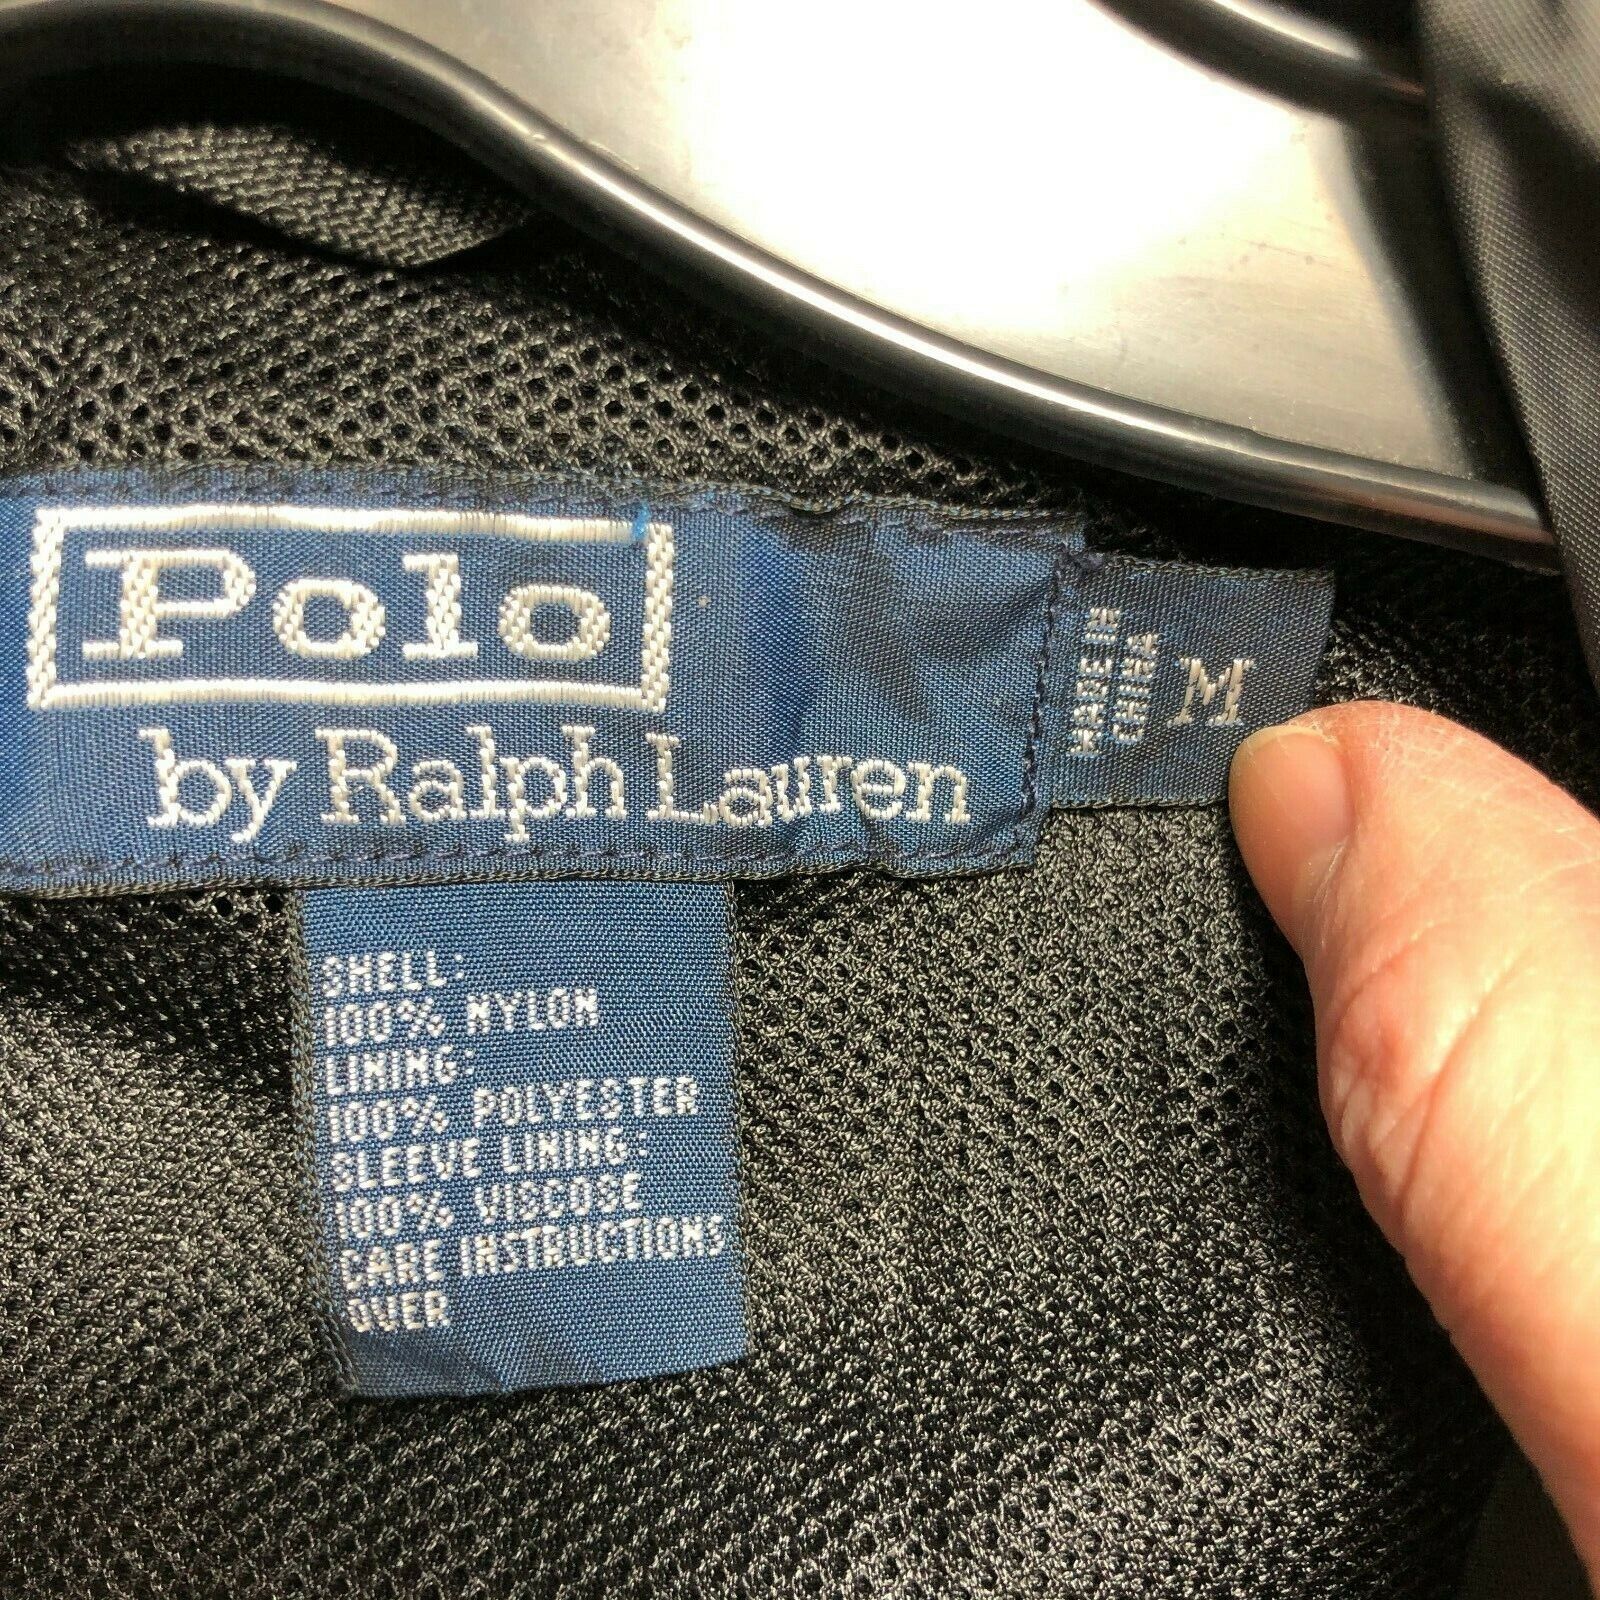 Polo
by Ralph Lauren
MADE IN
CHINA
M
SHELL:
100% NYLON
LINING:
100% POLYESTER
SLEEVE LINING:
100% VISCOSE
CARE INSTRUCTIONS
OVER